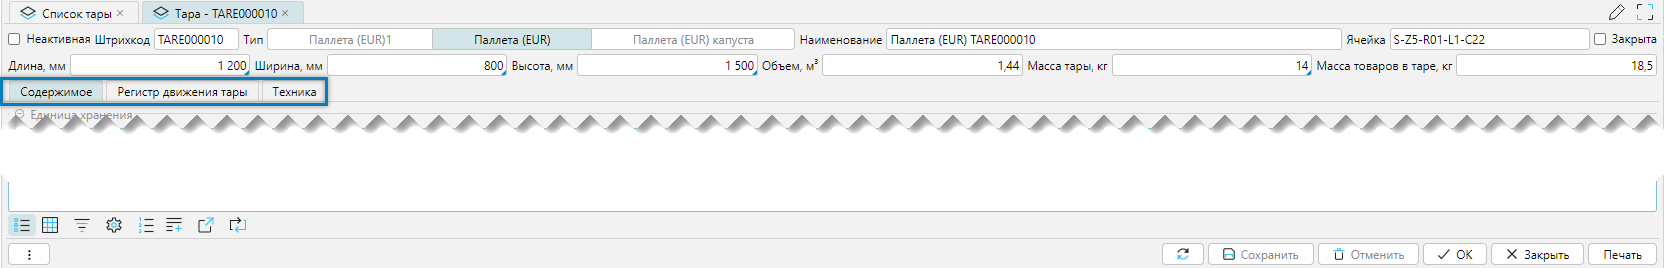 Список тары × Тара - TARE000010 ×
Неактивная Штрихкод TARE000010 Тип Паллета (EUR)1 Паллета (EUR) Паллета (EUR) капуста Наименование Паллета (EUR) TARE000010 Ячейка S-Z5-R01-L1-C22 Закрыта
Длина, мм 1 200 Ширина, мм 800 Высота, мм 1 500 Объем, м³ 1,44 Масса тары, кг 14 Масса товаров в таре, кг 18,5
Содержимое Регистр движения тары Техника
Единица хранения
Сохранить Отменить OK Закрыть Печать